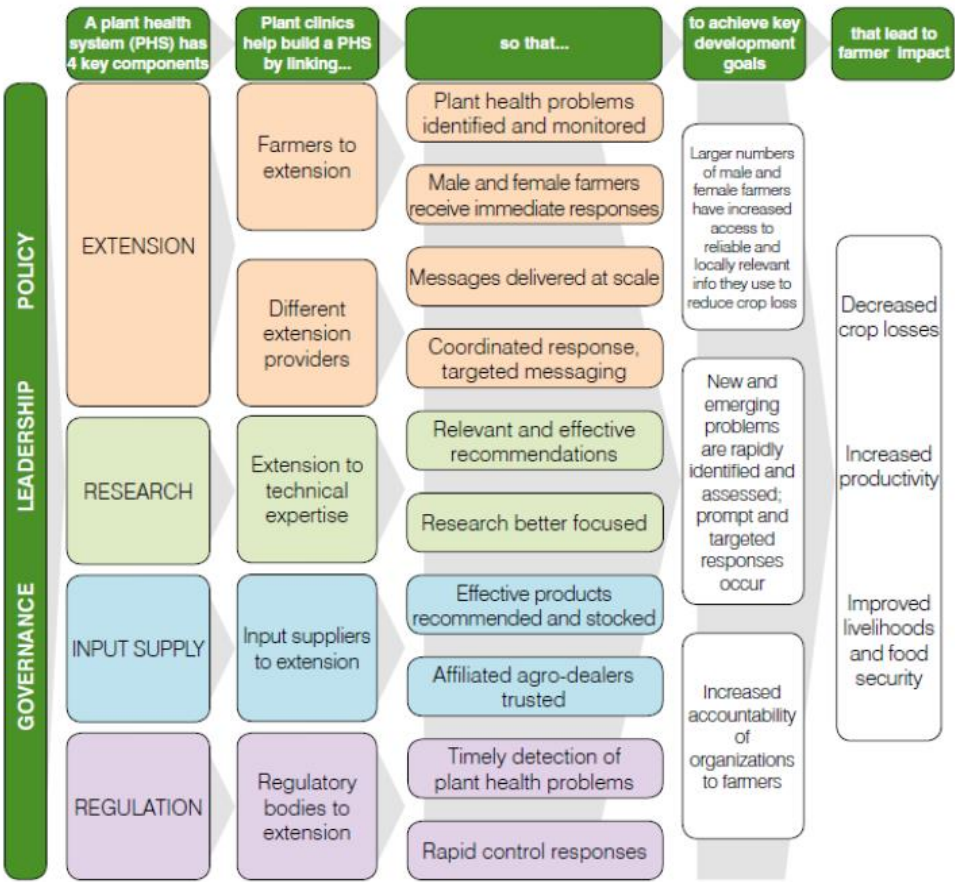 A plant health
system (PHS) has
4 key components
Plant clinics
help build a PHS
by linking...
so that...
to achieve key
development
goals
that lead to
farmer impact
POLICY
LEADERSHIP
GOVERNANCE
EXTENSION
RESEARCH
INPUT SUPPLY
REGULATION
Farmers to
extension
Different
extension
providers
Extension to
technical
expertise
Input suppliers
to extension
Regulatory
bodies to
extension
Plant health problems
identified and monitored
Male and female farmers
receive immediate responses
Messages delivered at scale
Coordinated response,
targeted messaging
Relevant and effective
recommendations
Research better focused
Effective products
recommended and stocked
Affiliated agro-dealers
trusted
Timely detection of
plant health problems
Rapid control responses
Larger numbers
of male and
female farmers
have increased
access to
reliable and
locally relevant
info they use to
reduce crop loss
New and
emerging
problems
are rapidly
identified and
assessed;
prompt and
targeted
responses
occur
Increased
accountability
of
organizations
to farmers
Decreased
crop losses
Increased
productivity
Improved
livelihoods
and food
security